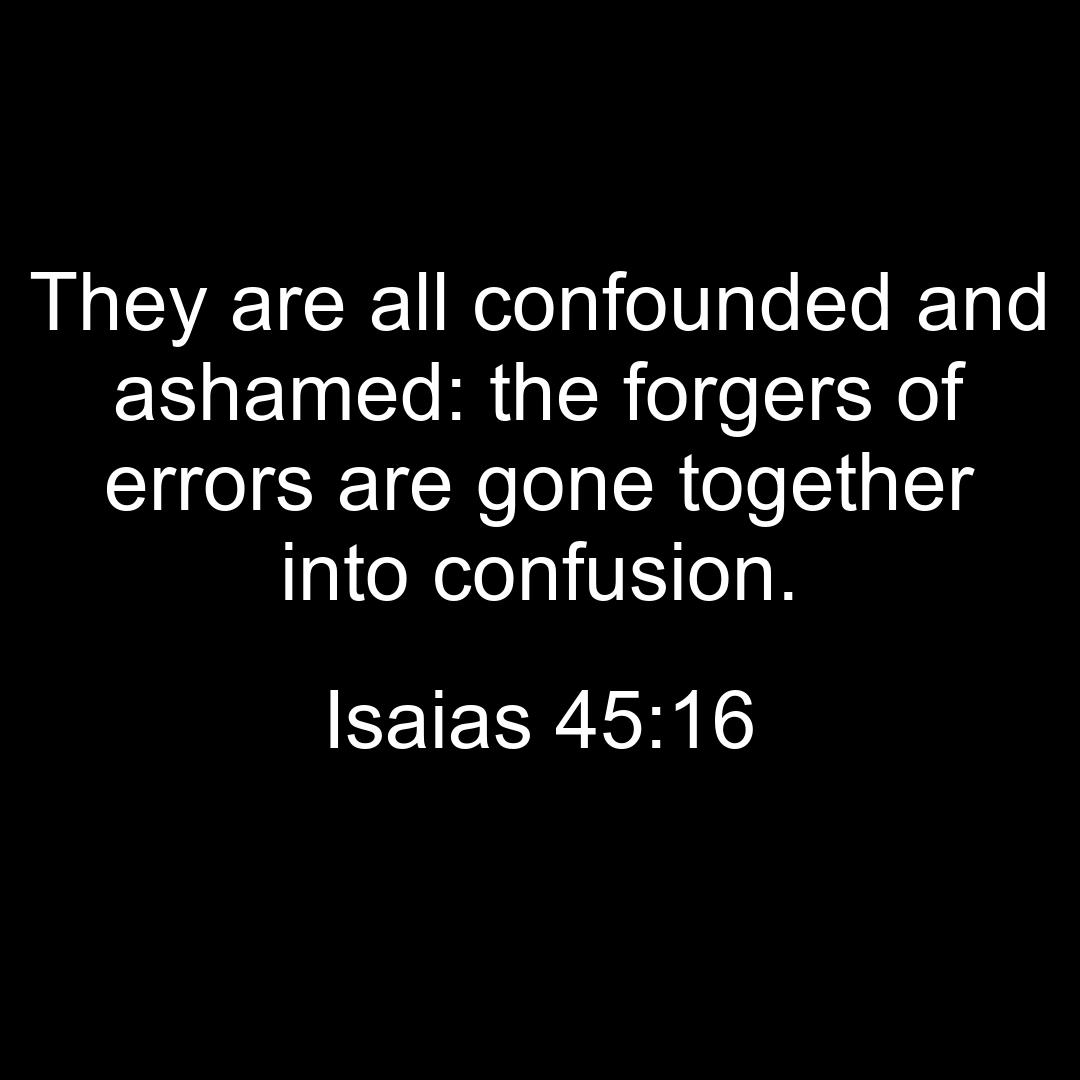 They are all confounded and
ashamed: the forgers of
errors are gone together
into confusion.
Isaias 45:16